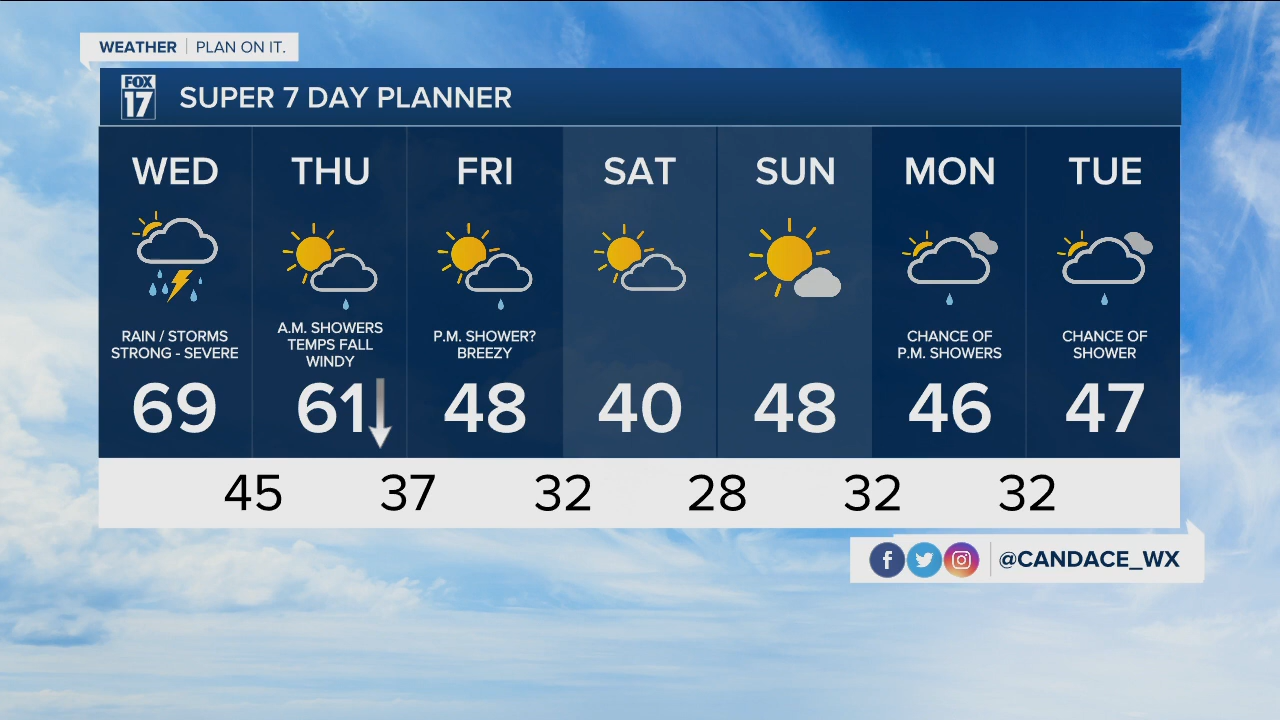 WEATHER | PLAN ON IT.
FOX
17
SUPER 7 DAY PLANNER
WED
THU
FRI
SAT
SUN
MON
TUE
RAIN / STORMS
STRONG - SEVERE
A.M. SHOWERS
TEMPS FALL
WINDY
P.M. SHOWER?
BREEZY
CHANCE OF
P.M. SHOWERS
CHANCE OF
SHOWER
69
61
48
40
48
46
47
45
37
32
28
32
32
@CANDACE_WX